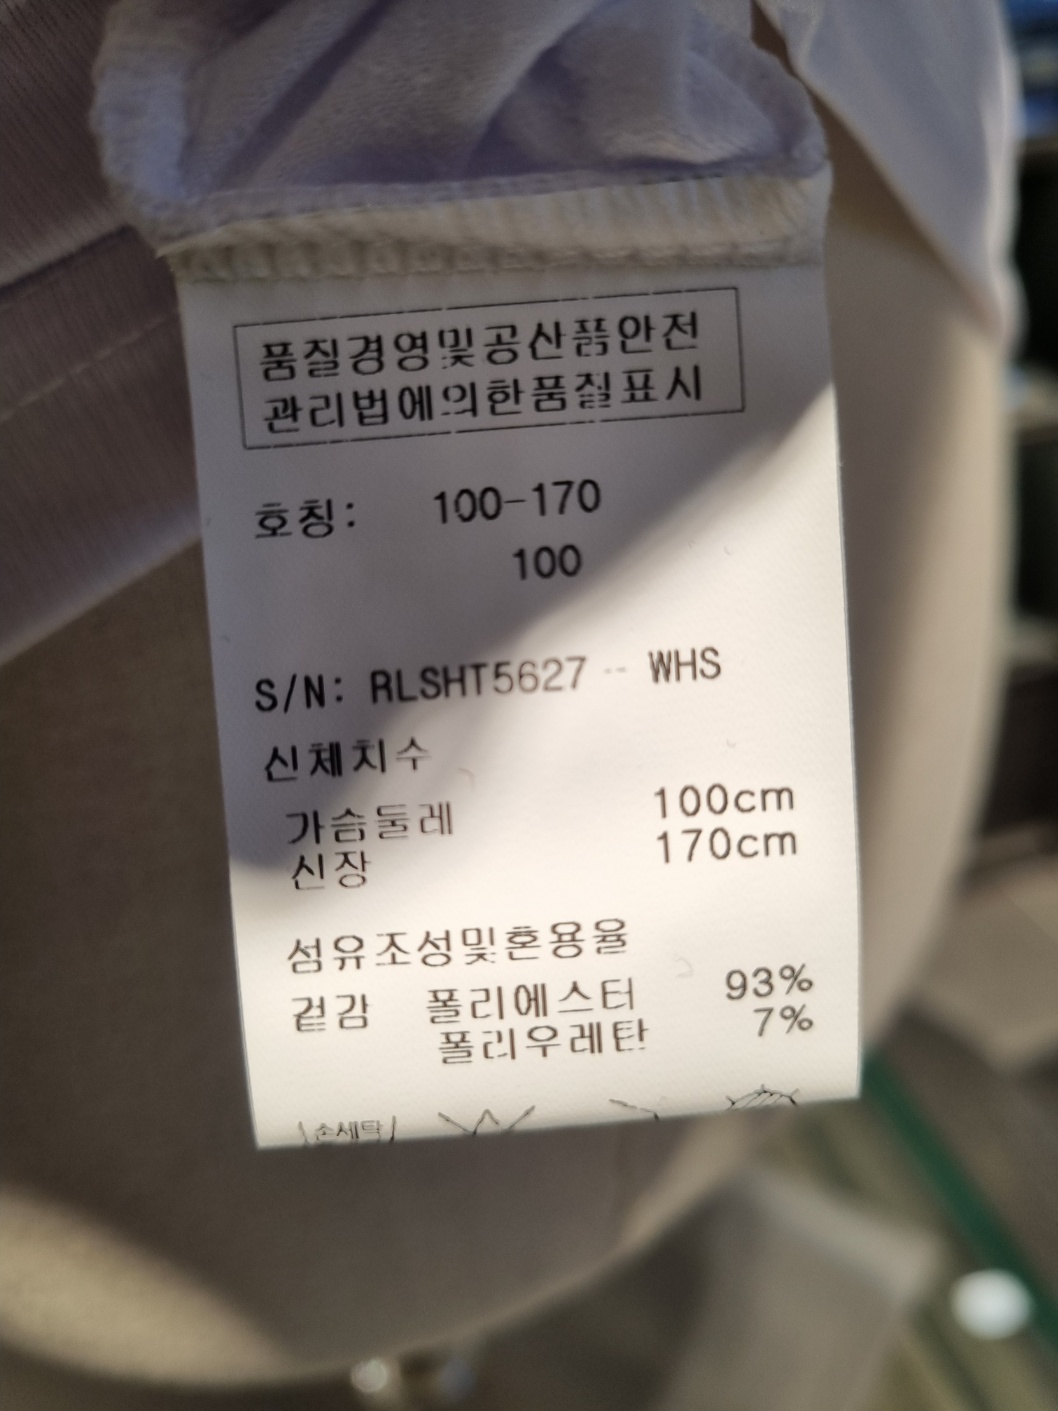 품질경영및공산품안전
관리법에의한품질표시
호칭: 100-170
100
S/N: RLSHT5627 - WHS
신체치수
가슴둘레 100cm
신장 170cm
섬유조성및혼용율
겉감 폴리에스터 93%
폴리우레탄 7%
손세탁